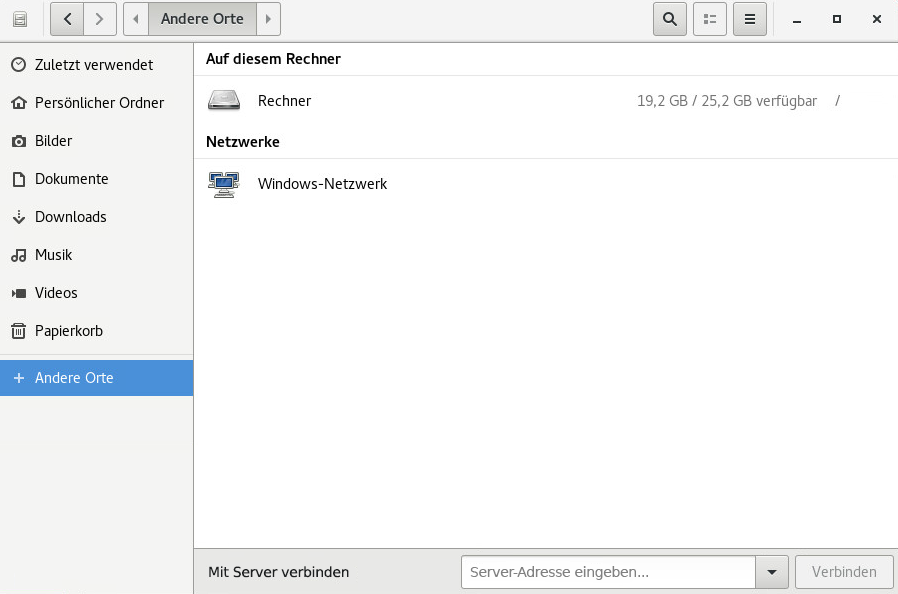 Andere Orte
Zuletzt verwendet
Persönlicher Ordner
Bilder
Dokumente
Downloads
Musik
Videos
Papierkorb
Andere Orte
Auf diesem Rechner
Rechner 19,2 GB / 25,2 GB verfügbar /
Netzwerke
Windows-Netzwerk
Mit Server verbinden Server-Adresse eingeben... Verbinden